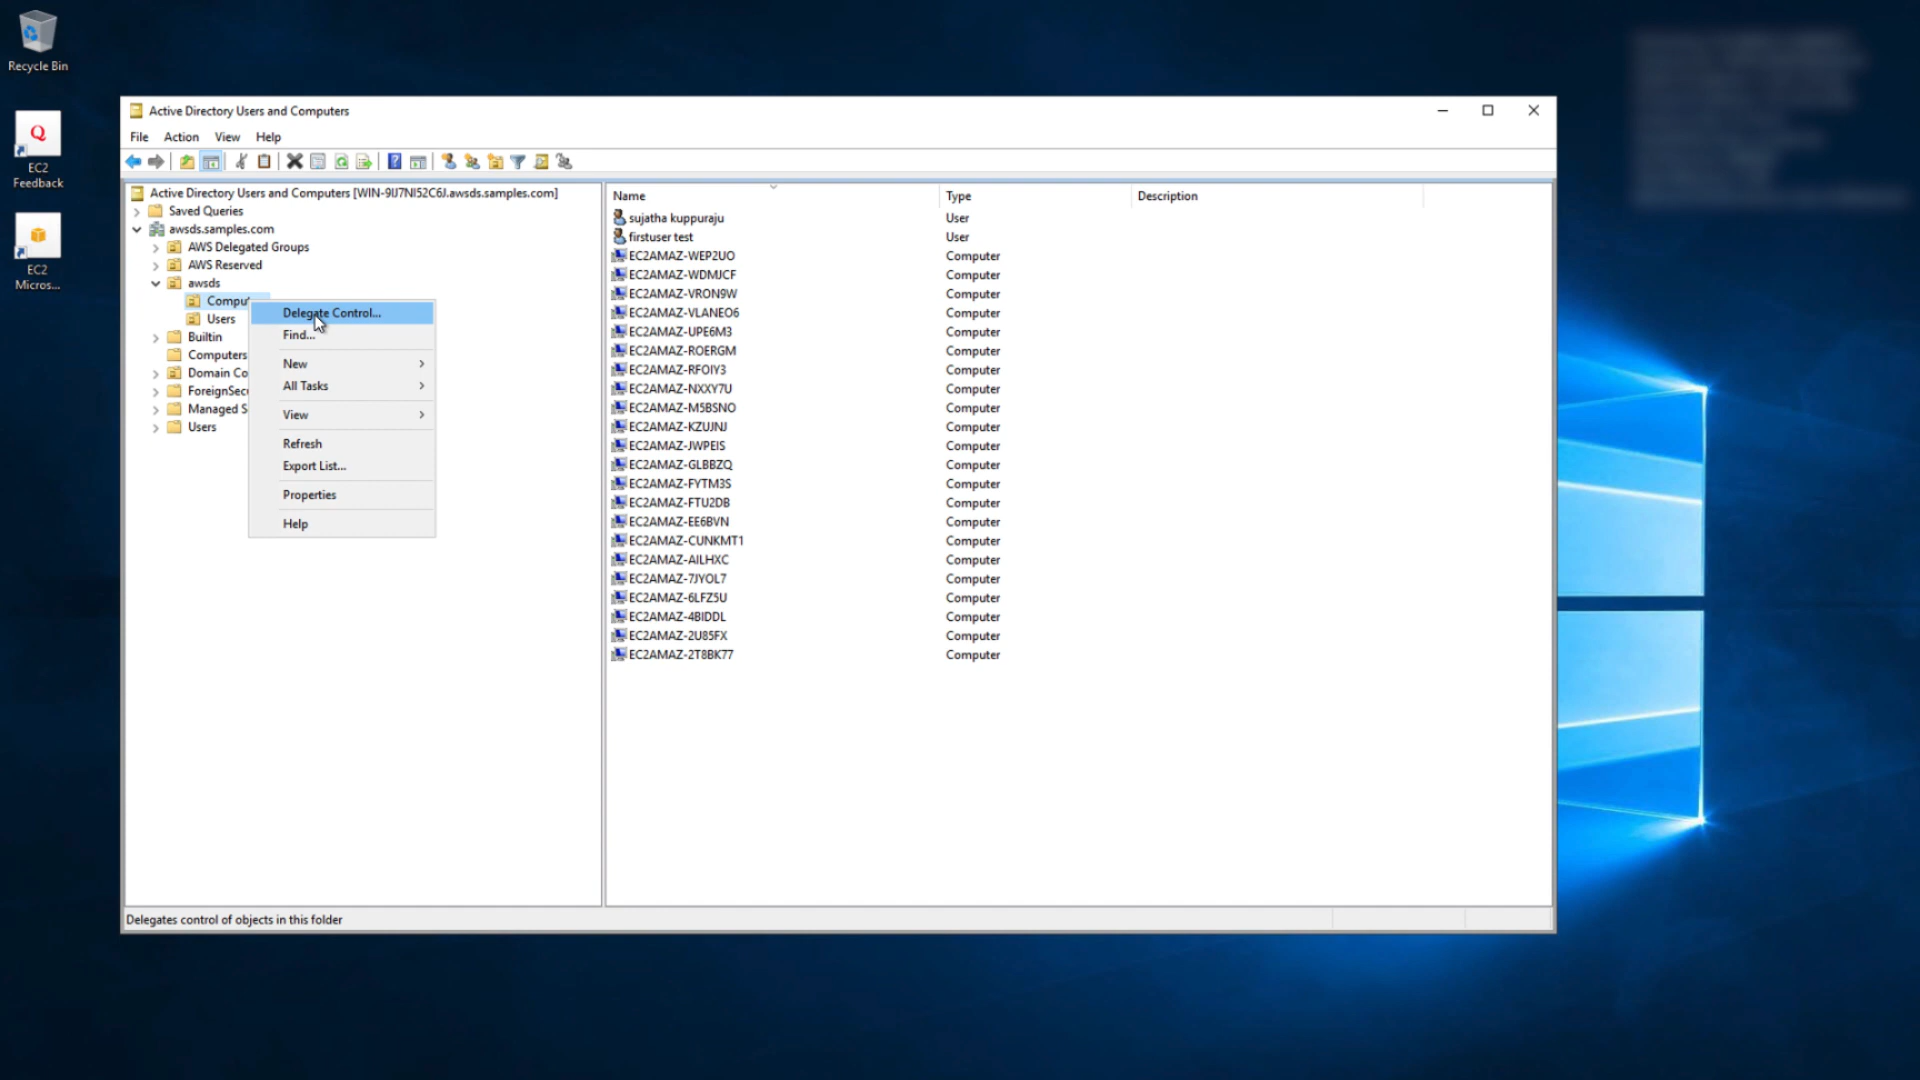 Recycle Bin
EC2
Feedback
EC2
Micros...
Active Directory Users and Computers
File Action View Help
Active Directory Users and Computers [WIN-9IJ7NI52C6J.awsds.samples.com]
Saved Queries
awsds.samples.com
AWS Delegated Groups
AWS Reserved
awsds
Comput
Users
Builtin
Computers
Domain Co
ForeignSecu
Managed S
Users
Delegate Control...
Find...
New
All Tasks
View
Refresh
Export List...
Properties
Help
Name Type Description
sujatha kuppuraju User
firstuser test User
EC2AMAZ-WEP2UO Computer
EC2AMAZ-WDMJCF Computer
EC2AMAZ-VRON9W Computer
EC2AMAZ-VLANEO6 Computer
EC2AMAZ-UPE6M3 Computer
EC2AMAZ-ROERGM Computer
EC2AMAZ-RFOIY3 Computer
EC2AMAZ-NXXY7U Computer
EC2AMAZ-M5BSNO Computer
EC2AMAZ-KZUJNJ Computer
EC2AMAZ-JWPEIS Computer
EC2AMAZ-GLBBZQ Computer
EC2AMAZ-FYTM3S Computer
EC2AMAZ-FTU2DB Computer
EC2AMAZ-EE6BVN Computer
EC2AMAZ-CUNKMT1 Computer
EC2AMAZ-AILHXC Computer
EC2AMAZ-7JYOL7 Computer
EC2AMAZ-6LFZ5U Computer
EC2AMAZ-4BIDDL Computer
EC2AMAZ-2U85FX Computer
EC2AMAZ-2T8BK77 Computer
Delegates control of objects in this folder